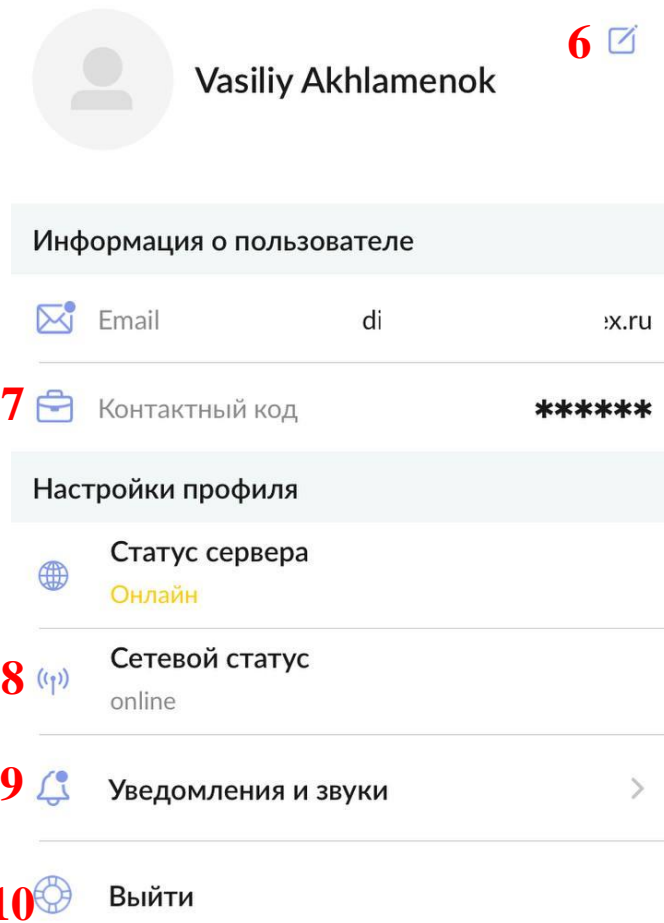 6
Vasiliy Akhlamenok
Информация о пользователе
Email di x.ru
7 Контактный код ******
Настройки профиля
Статус сервера
Онлайн
8 Сетевой статус
online
9 Уведомления и звуки
10 Выйти